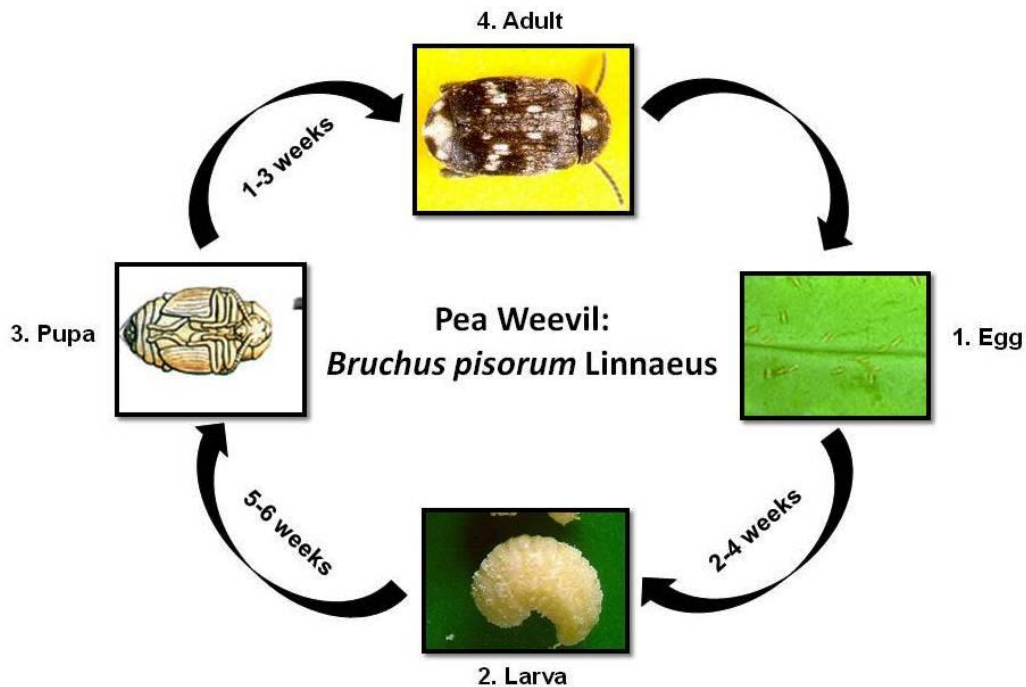 4. Adult
1-3 weeks
3. Pupa
Pea Weevil:
Bruchus pisorum Linnaeus
1. Egg
5-6 weeks
2-4 weeks
2. Larva